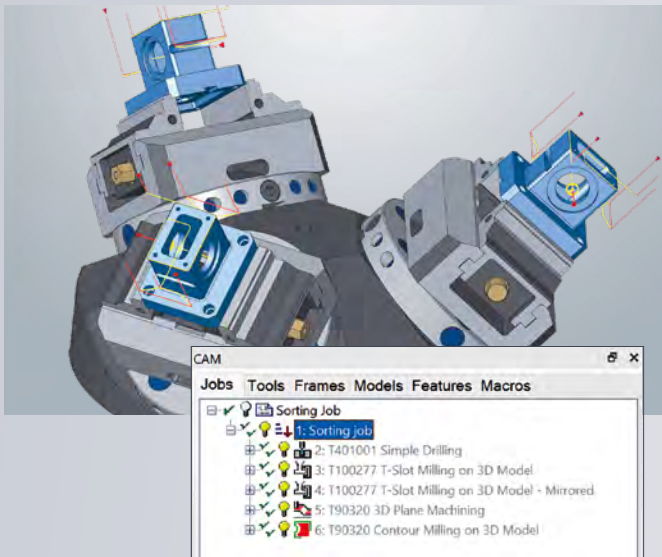 CAM
Jobs Tools Frames Models Features Macros
Sorting Job
1: Sorting job
2: T401001 Simple Drilling
3: T100277 T-Slot Milling on 3D Model
4: T100277 T-Slot Milling on 3D Model - Mirrored
5: T90320 3D Plane Machining
6: T90320 Contour Milling on 3D Model